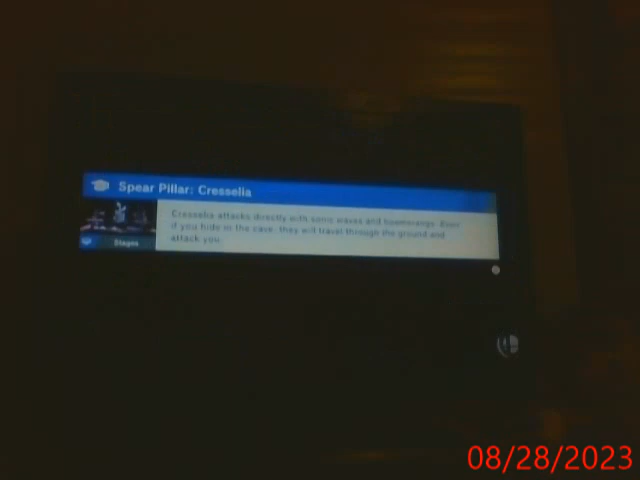 Spear Pillar: Cresselia
Cresselia attacks directly with sonic waves and boomerangs. Even
if you hide in the cave, they will travel through the ground and
attack you.
Stages
08/28/2023